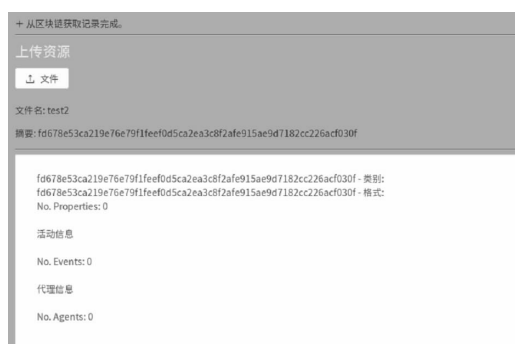 + 从区块链获取记录完成。
上传资源
文件
文件名: test2
摘要: fd678e53ca219e76e79f1feef0d5ca2ea3c8f2afe915ae9d7182cc226acf030f
fd678e53ca219e76e79f1feef0d5ca2ea3c8f2afe915ae9d7182cc226acf030f - 类别:
fd678e53ca219e76e79f1feef0d5ca2ea3c8f2afe915ae9d7182cc226acf030f - 格式:
No. Properties: 0
活动信息
No. Events: 0
代理信息
No. Agents: 0